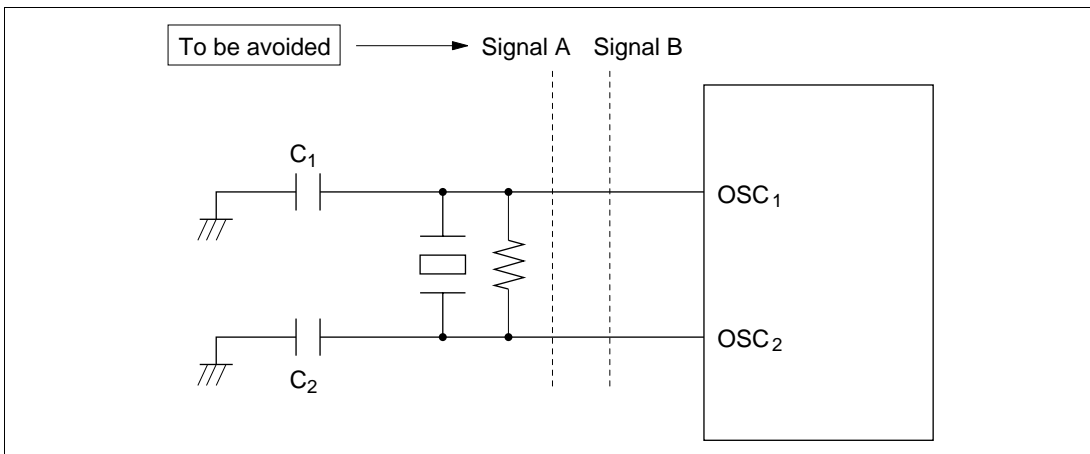 To be avoided Signal A Signal B
C1
OSC1
OSC2
C2